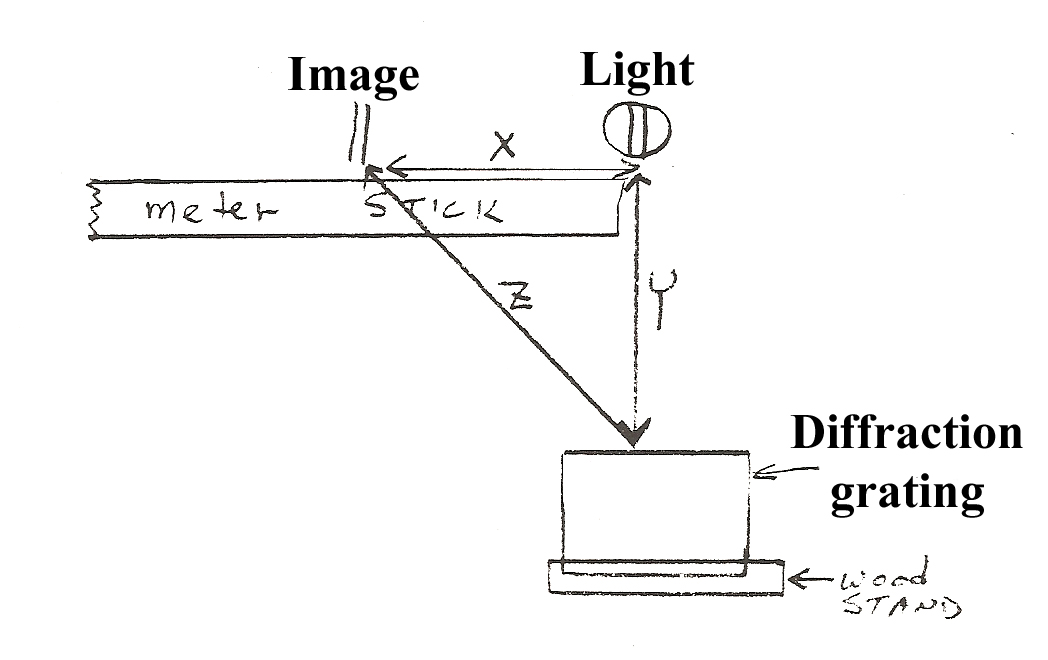 Image
Light
X
meter STICK
Z
Y
Diffraction
grating
wood
STAND